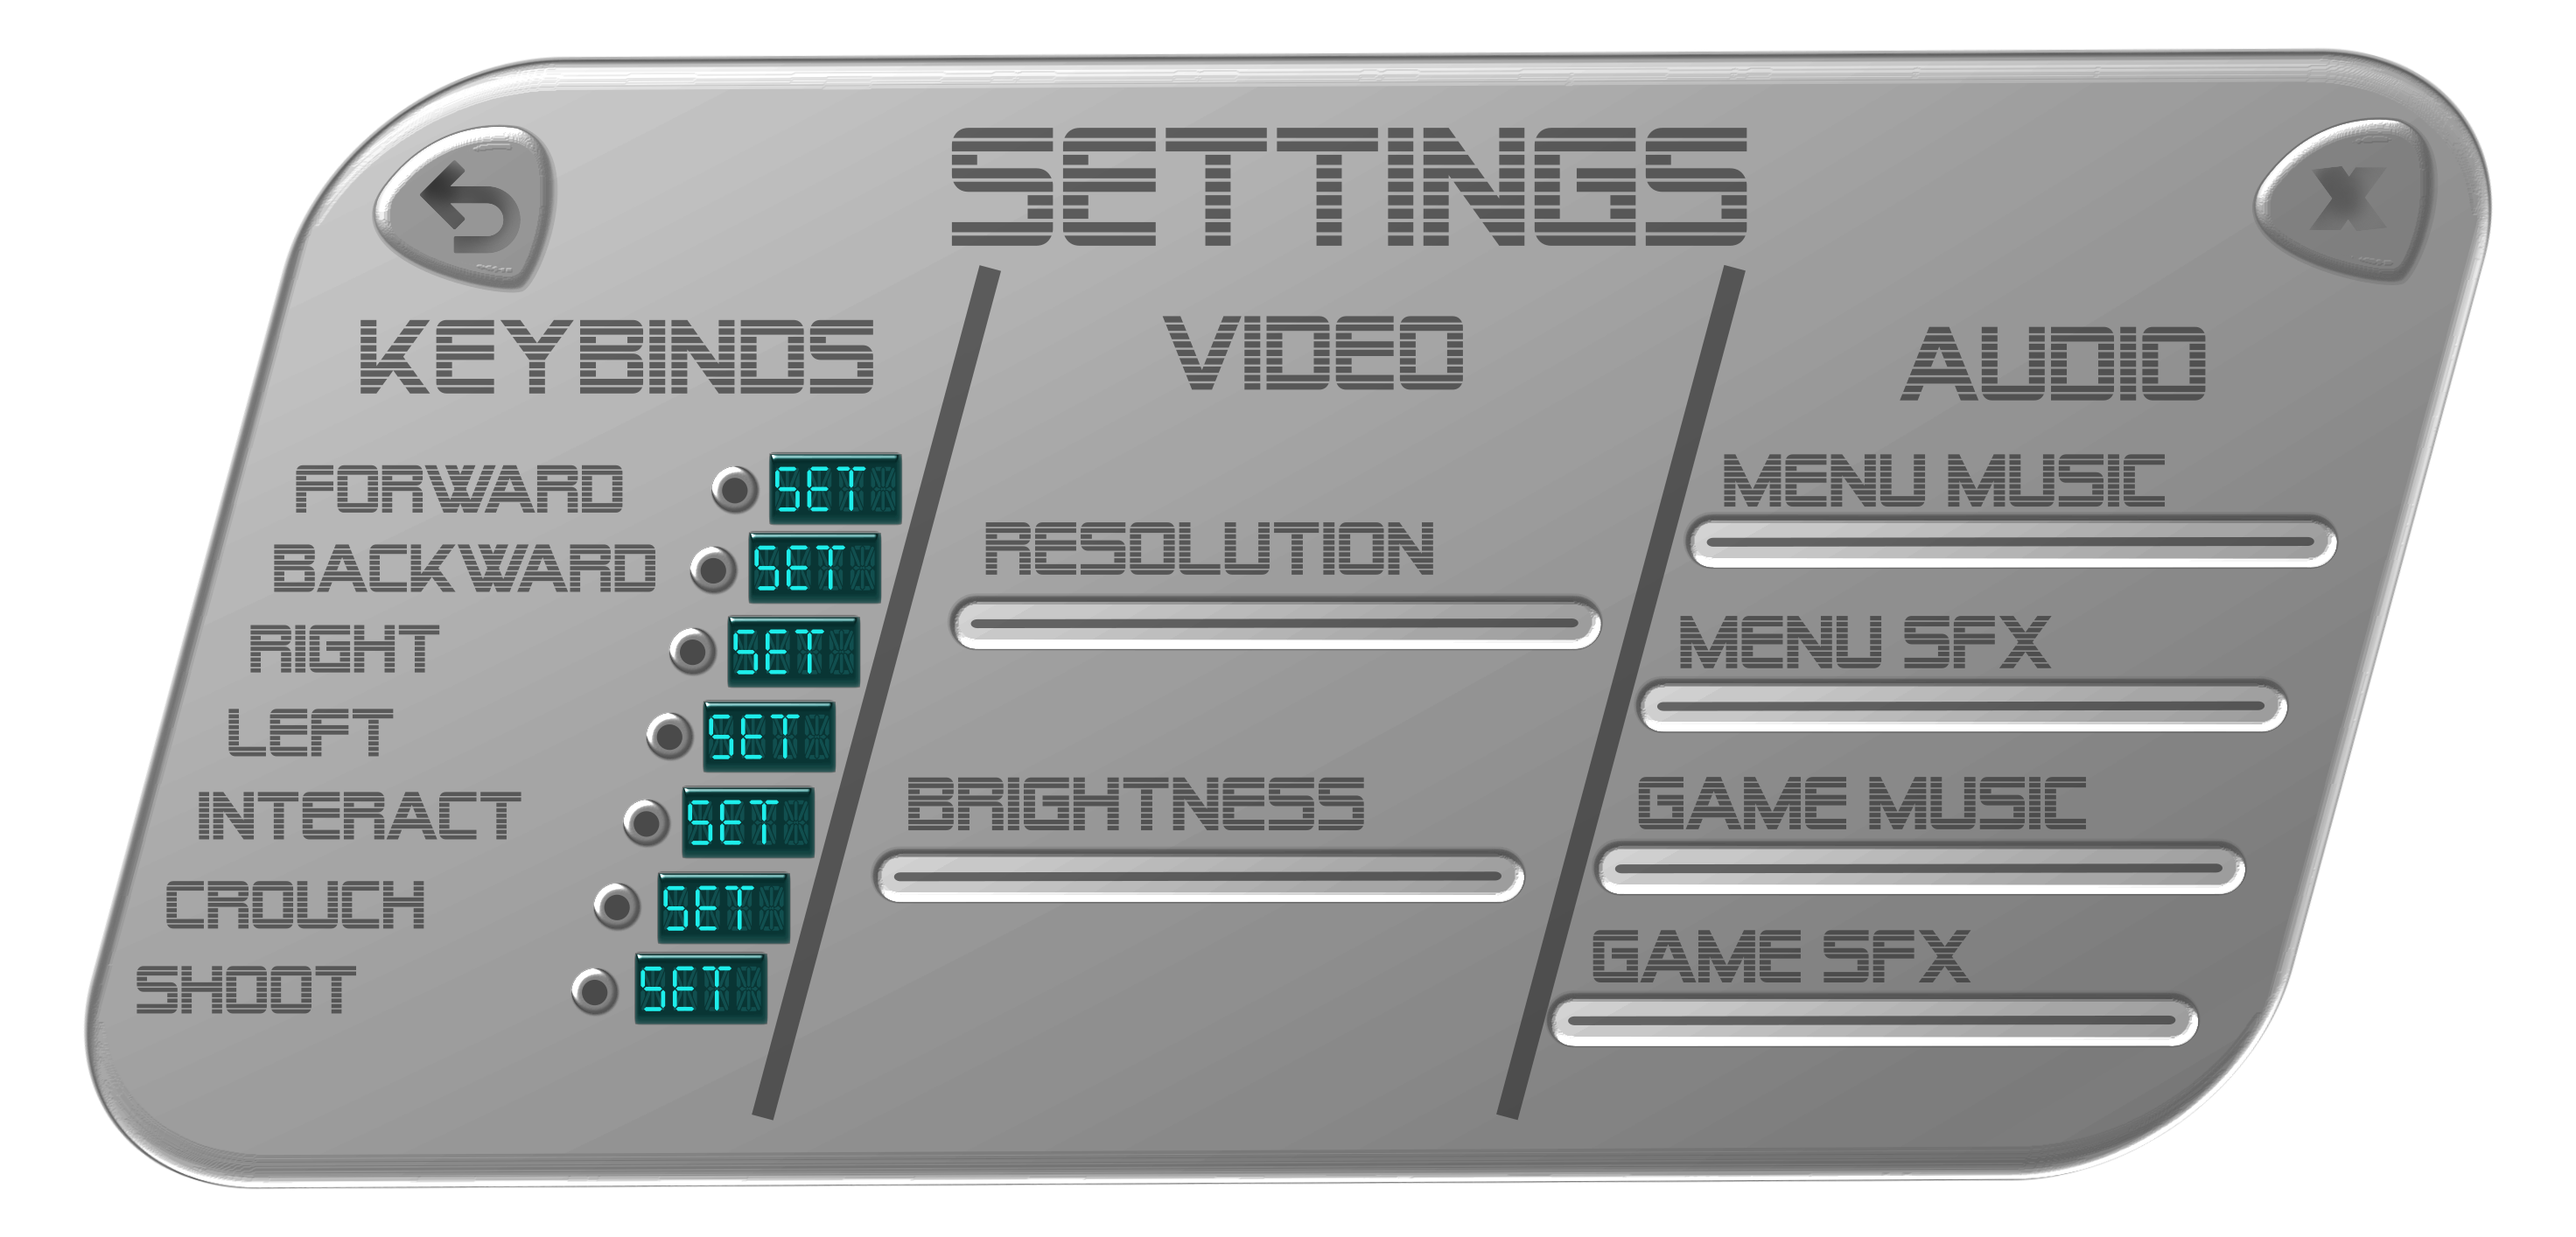 SETTINGS
X
KEYBINDS
FORWARD SET
BACKWARD SET
RIGHT SET
LEFT SET
INTERACT SET
CROUCH SET
SHOOT SET
VIDEO
RESOLUTION
BRIGHTNESS
AUDIO
MENU MUSIC
MENU SFX
GAME MUSIC
GAME SFX